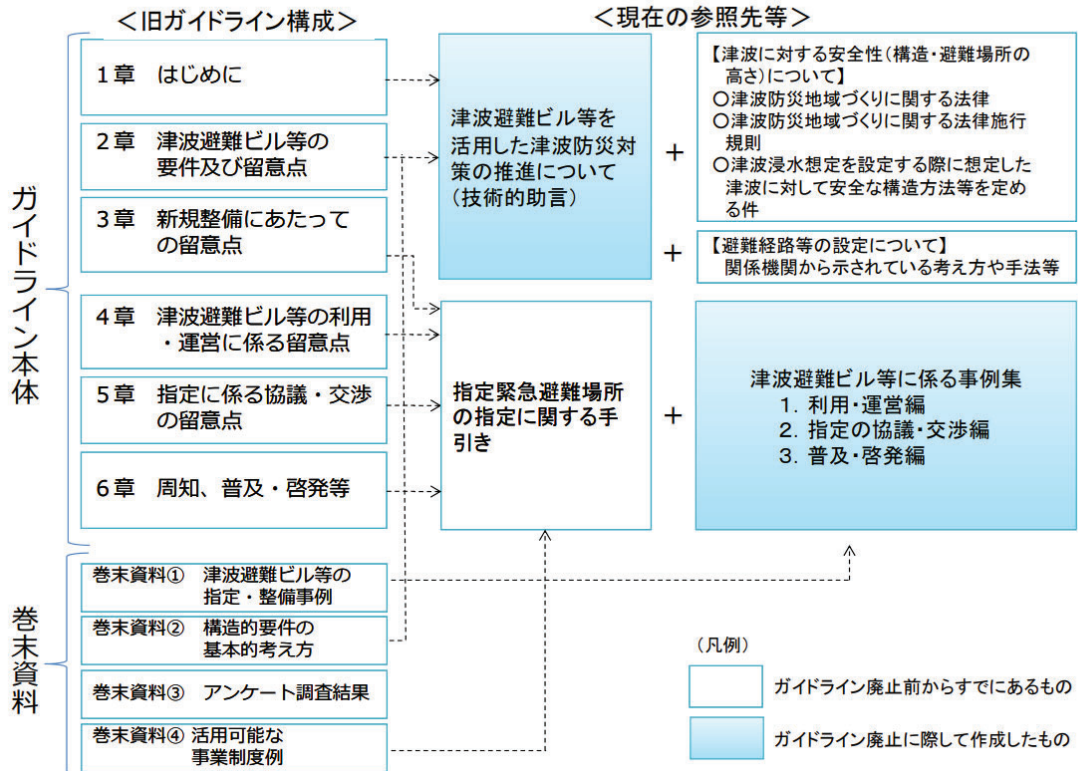 ＜旧ガイドライン構成＞
＜現在の参照先等＞
ガイドライン本体
1章　はじめに
2章　津波避難ビル等の
要件及び留意点
3章　新規整備にあたって
の留意点
4章　津波避難ビル等の利用
・運営に係る留意点
5章　指定に係る協議・交渉
の留意点
6章　周知、普及・啓発等
巻末資料
巻末資料①　津波避難ビル等の
指定・整備事例
巻末資料②　構造的要件の
基本的考え方
巻末資料③　アンケート調査結果
巻末資料④ 活用可能な
事業制度例
津波避難ビル等を
活用した津波防災対
策の推進について
（技術的助言）
＋
【津波に対する安全性（構造・避難場所の
高さ）について】
○津波防災地域づくりに関する法律
○津波防災地域づくりに関する法律施行
規則
○津波浸水想定を設定する際に想定した
津波に対して安全な構造方法等を定め
る件
＋
【避難経路等の設定について】
関係機関から示されている考え方や手法等
指定緊急避難場所
の指定に関する手
引き
＋
津波避難ビル等に係る事例集
1．利用・運営編
2．指定の協議・交渉編
3．普及・啓発編
（凡例）
ガイドライン廃止前からすでにあるもの
ガイドライン廃止に際して作成したもの